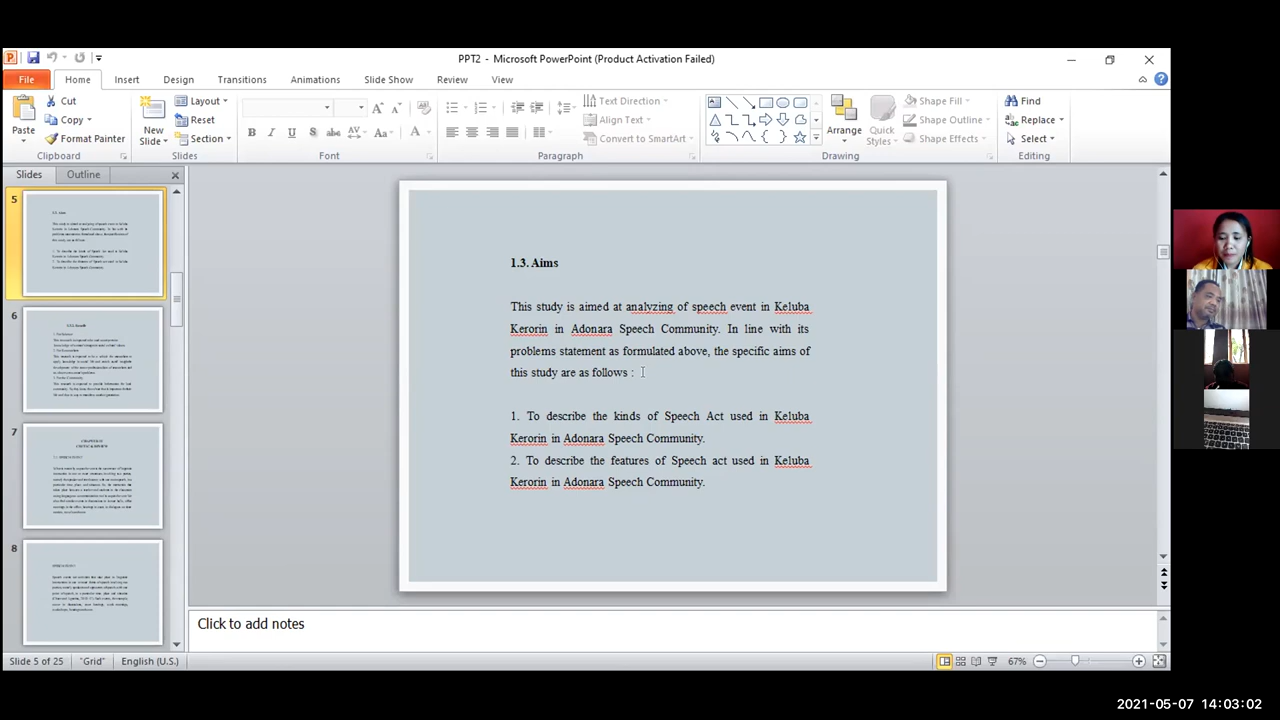 PPT2 - Microsoft PowerPoint (Product Activation Failed)
File Home Insert Design Transitions Animations Slide Show Review View
Paste
Cut
Copy
Format Painter
Clipboard
New Slide
Layout
Reset
Section
Slides
B I U S abc AV Aa A
Font
Text Direction
Align Text
Convert to SmartArt
Paragraph
Arrange
Quick Styles
Shape Fill
Shape Outline
Shape Effects
Drawing
Find
Replace
Select
Editing
Slides Outline
5
6
7
8
1.3. Aims
This study is aimed at analyzing of speech event in Keluba
Kerorin in Adonara Speech Community. In line with its
problems statement as formulated above, the specific aims of
this study are as follows :
1. To describe the kinds of Speech Act used in Keluba
Kerorin in Adonara Speech Community.
2. To describe the features of Speech act used in Keluba
Kerorin in Adonara Speech Community.
Click to add notes
Slide 5 of 25 "Grid" English (U.S.) 67%
2021-05-07 14:03:02